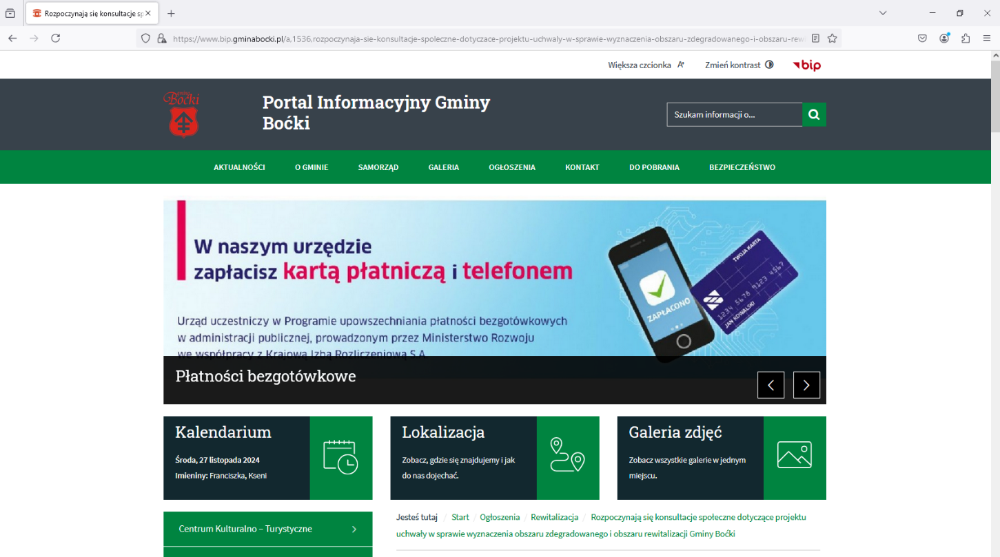 Rozpoczynają się konsultacje sp
https://www.bip.gminabocki.pl/a,1536,rozpoczynaja-sie-konsultacje-spoleczne-dotyczace-projektu-uchwaly-w-sprawie-wyznaczenia-obszaru-zdegradowanego-i-obszaru-rewi
Większa czcionka A+ Zmień kontrast bip
Boćki
Portal Informacyjny Gminy
Boćki
Szukam informacji o...
AKTUALNOŚCI O GMINIE SAMORZĄD GALERIA OGŁOSZENIA KONTAKT DO POBRANIA BEZPIECZEŃSTWO
W naszym urzędzie
zapłacisz kartą płatniczą i telefonem
Urząd uczestniczy w Programie upowszechniania płatności bezgotówkowych
w administracji publicznej, prowadzonym przez Ministerstwo Rozwoju
we współpracy z Krajową Izbą Rozliczeniową S.A.
ZAPŁACONO
TWOJA KARTA
1234 5678 9123 4567
JAN KOWALSKI
Płatności bezgotówkowe
Kalendarium
Środa, 27 listopada 2024
Imieniny: Franciszka, Kseni
Lokalizacja
Zobacz, gdzie się znajdujemy i jak
do nas dojechać.
Galeria zdjęć
Zobacz wszystkie galerie w jednym
miejscu.
Centrum Kulturalno – Turystyczne
Jesteś tutaj / Start / Ogłoszenia / Rewitalizacja / Rozpoczynają się konsultacje społeczne dotyczące projektu
uchwały w sprawie wyznaczenia obszaru zdegradowanego i obszaru rewitalizacji Gminy Boćki